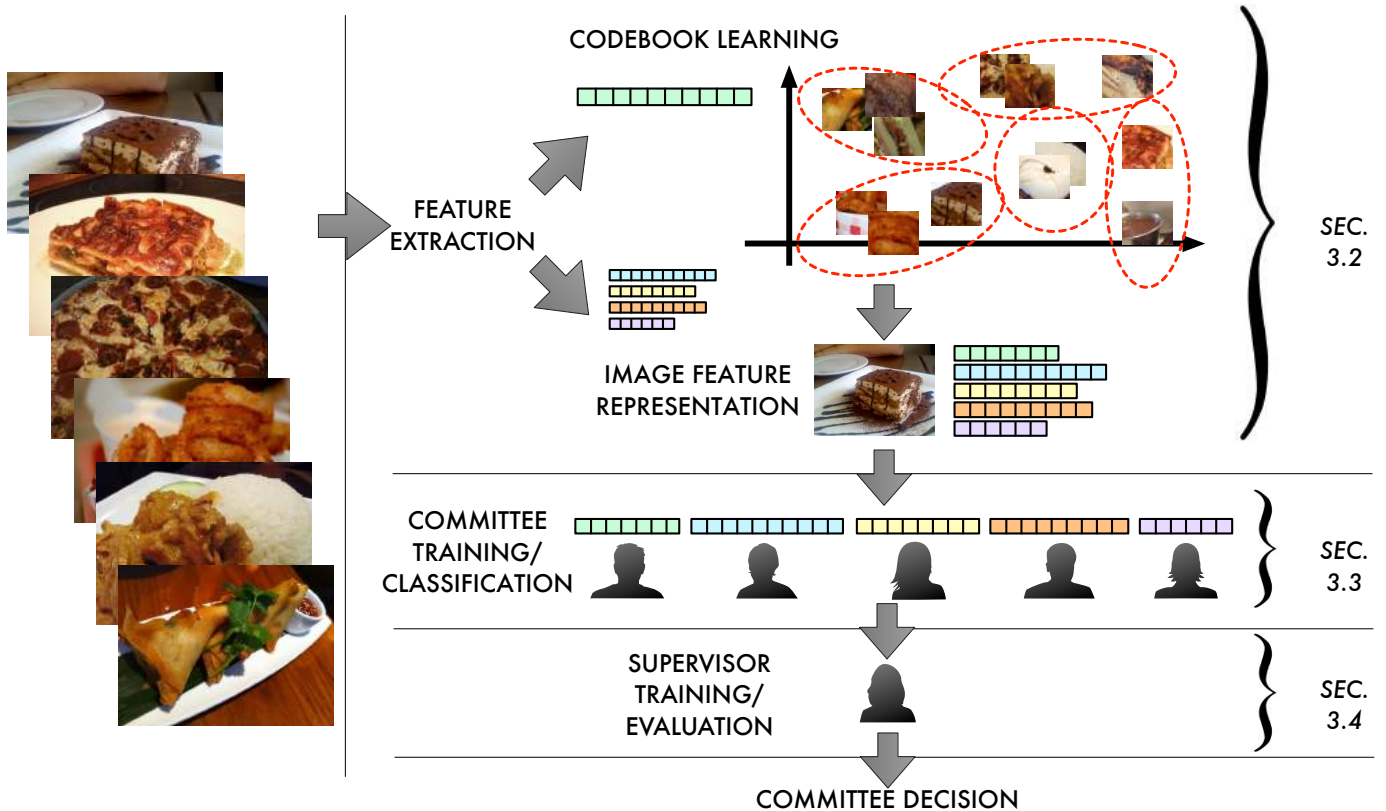 CODEBOOK LEARNING
FEATURE
EXTRACTION
SEC.
3.2
IMAGE FEATURE
REPRESENTATION
COMMITTEE
TRAINING/
CLASSIFICATION
SEC.
3.3
SUPERVISOR
TRAINING/
EVALUATION
SEC.
3.4
COMMITTEE DECISION